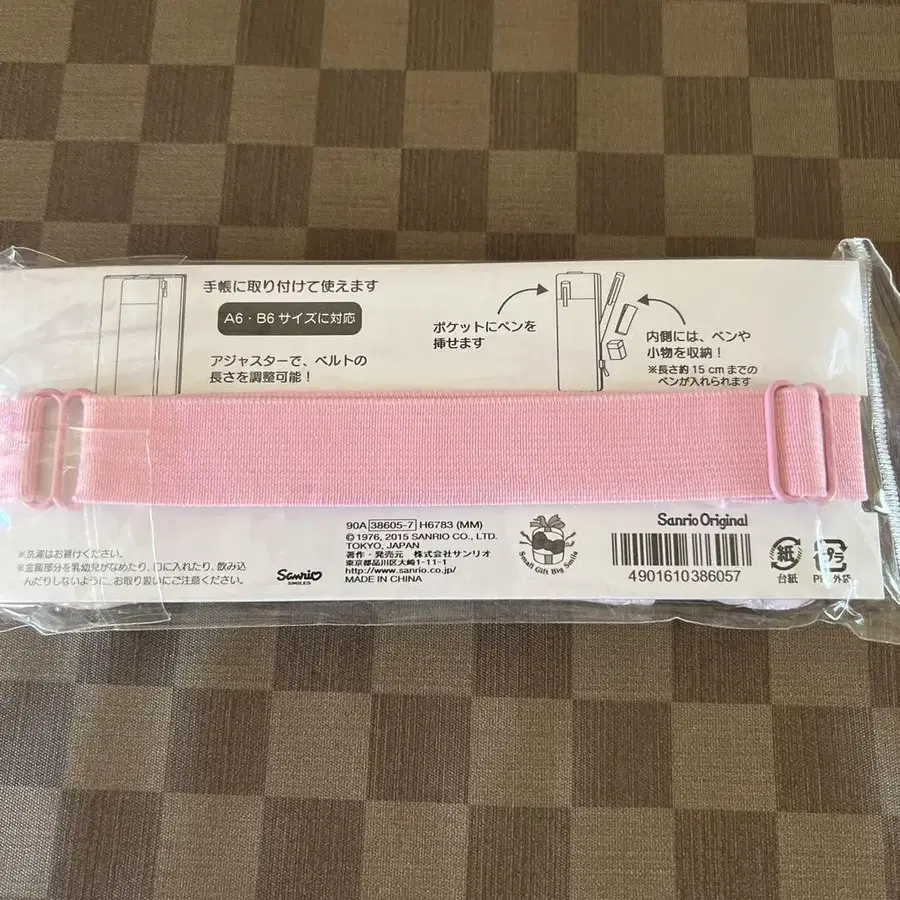 手帳に取り付けて使えます
A6・B6サイズに対応
アジャスターで、ベルトの
長さを調整可能！
ポケットにペンを
挿せます
内側には、ペンや
小物を収納！
※長さ約15cmまでの
ペンが入れられます
※洗濯はお避けください。
※金属部分を乳幼児がなめたり、口に入れたり、飲み込
んだりしないように、お取り扱いにご注意ください。
Sanrio
SMILES
90A 38605-7 H6783 (MM)
©1976, 2015 SANRIO CO., LTD.
TOKYO, JAPAN
著作・発売元 株式会社サンリオ
東京都品川区大崎1-11-1
http://www.sanrio.co.jp/
MADE IN CHINA
Small Gift Big Smile
Sanrio Original
4901610386057
紙
台紙
プラ
外袋